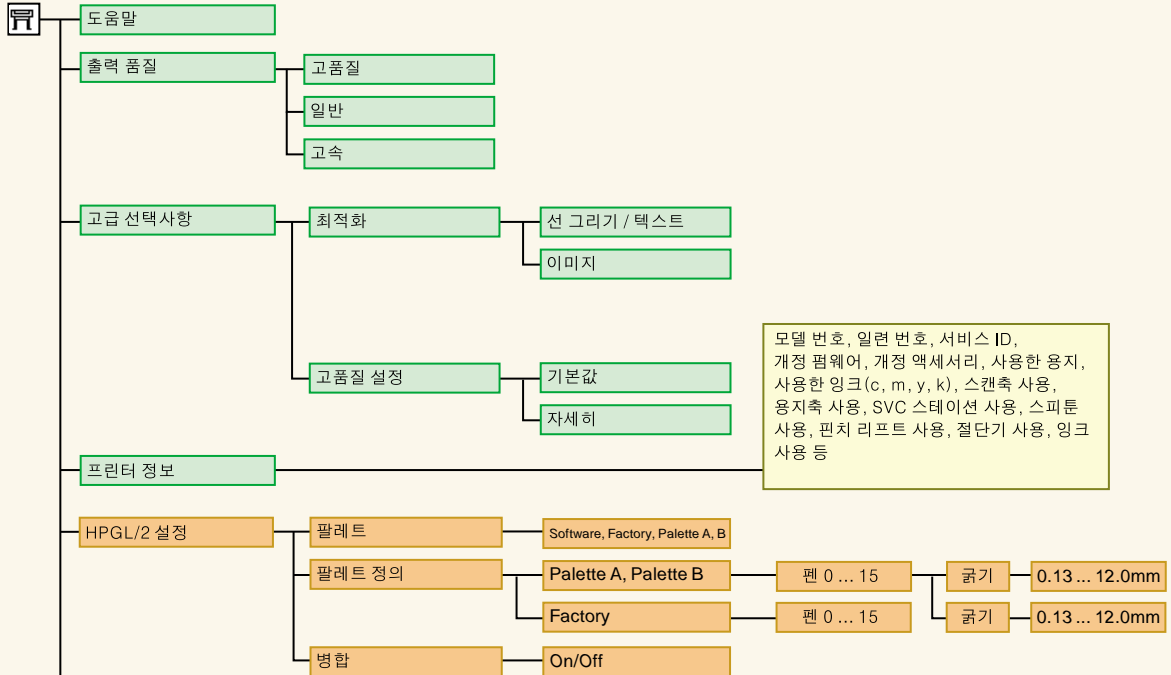 도움말
출력 품질
고품질
일반
고속
고급 선택사항
최적화
선 그리기 / 텍스트
이미지
고품질 설정
기본값
자세히
모델 번호, 일련 번호, 서비스 ID,
개정 펌웨어, 개정 액세서리, 사용한 용지,
사용한 잉크(c, m, y, k), 스캔축 사용,
용지축 사용, SVC 스테이션 사용, 스피툰
사용, 핀치 리프트 사용, 절단기 사용, 잉크
사용 등
프린터 정보
HPGL/2 설정
팔레트
Software, Factory, Palette A, B
팔레트 정의
Palette A, Palette B
펜 0 ... 15
굵기
0.13 ... 12.0mm
Factory
펜 0 ... 15
굵기
0.13 ... 12.0mm
병합
On/Off